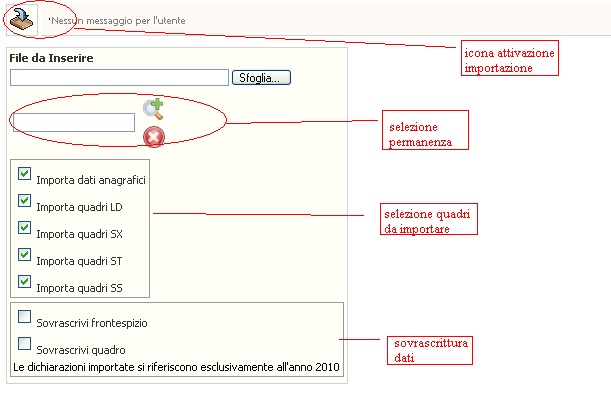 Nessun messaggio per l'utente
icona attivazione
importazione
File da Inserire
Sfoglia...
selezione
permanenza
Importa dati anagrafici
Importa quadri LD
Importa quadri SX
Importa quadri ST
Importa quadri SS
selezione quadri
da importare
Sovrascrivi frontespizio
Sovrascrivi quadro
Le dichiarazioni importate si riferiscono esclusivamente all'anno 2010
sovrascrittura
dati